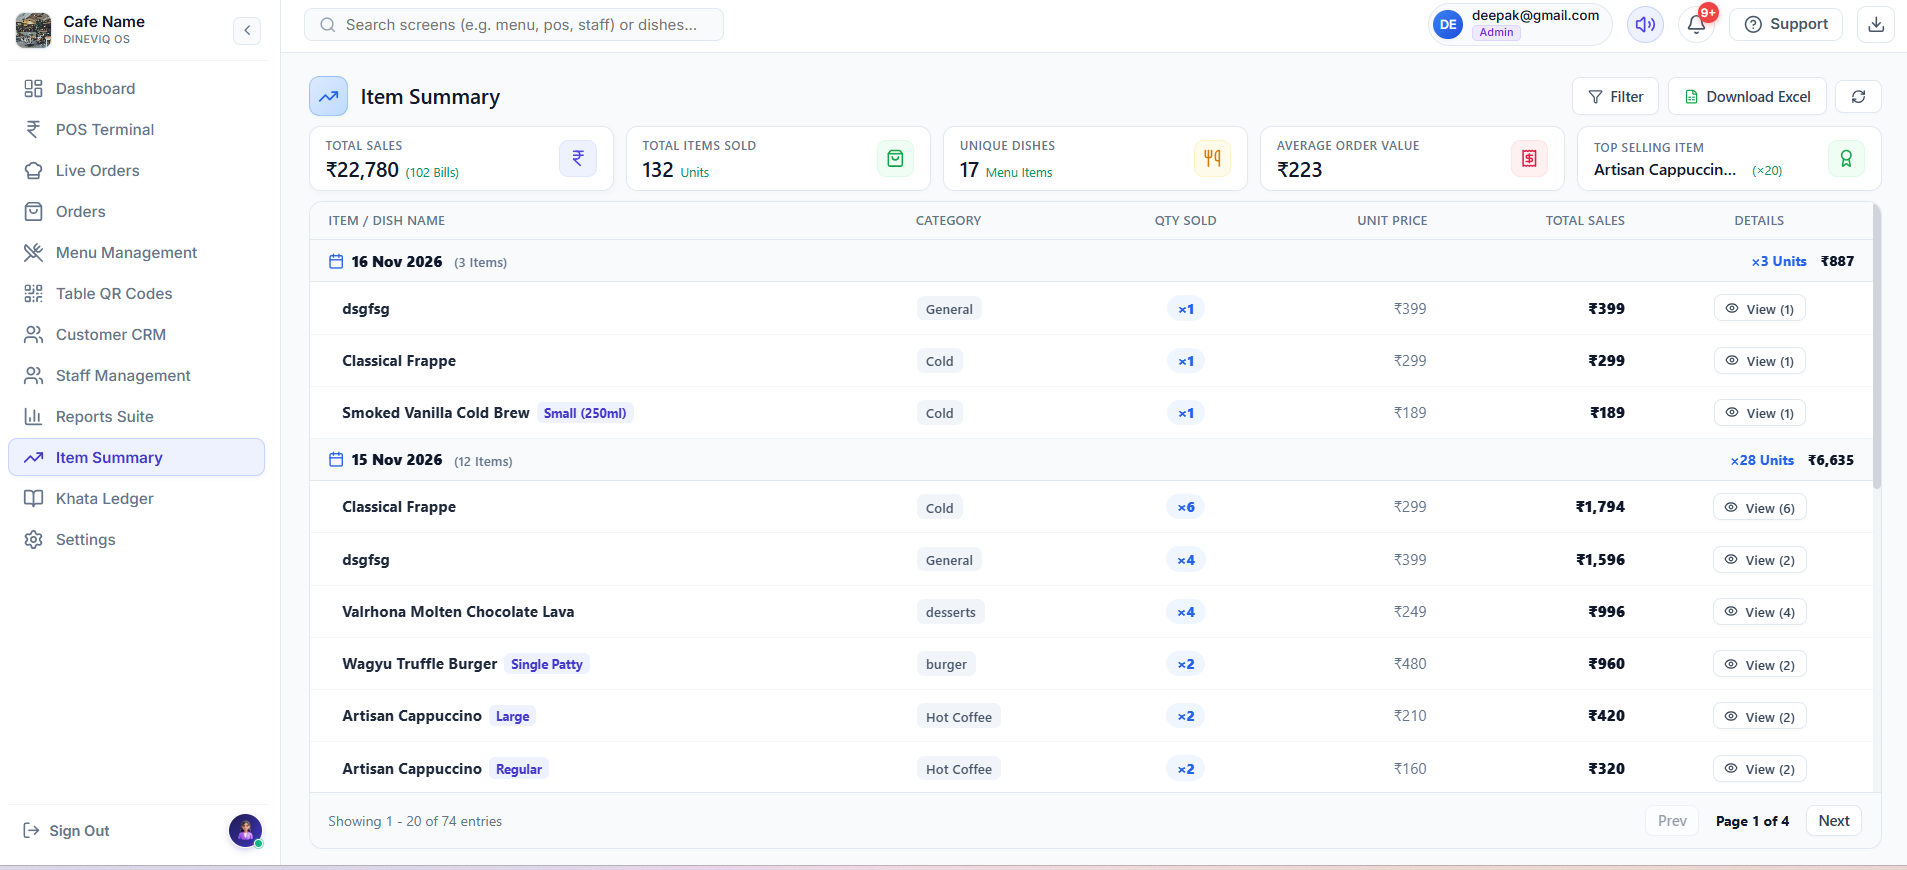 Cafe Name
DINEVIQ OS
Dashboard
POS Terminal
Live Orders
Orders
Menu Management
Table QR Codes
Customer CRM
Staff Management
Reports Suite
Item Summary
Khata Ledger
Settings
Sign Out
Search screens (e.g. menu, pos, staff) or dishes...
DE
deepak@gmail.com
Admin
9+
Support
Item Summary
Filter
Download Excel
TOTAL SALES
₹22,780 (102 Bills)
TOTAL ITEMS SOLD
132 Units
UNIQUE DISHES
17 Menu Items
AVERAGE ORDER VALUE
₹223
TOP SELLING ITEM
Artisan Cappuccin... (×20)
ITEM / DISH NAME CATEGORY QTY SOLD UNIT PRICE TOTAL SALES DETAILS
16 Nov 2026 (3 Items) ×3 Units ₹887
dsgfsg General ×1 ₹399 ₹399 View (1)
Classical Frappe Cold ×1 ₹299 ₹299 View (1)
Smoked Vanilla Cold Brew Small (250ml) Cold ×1 ₹189 ₹189 View (1)
15 Nov 2026 (12 Items) ×28 Units ₹6,635
Classical Frappe Cold ×6 ₹299 ₹1,794 View (6)
dsgfsg General ×4 ₹399 ₹1,596 View (2)
Valrhona Molten Chocolate Lava desserts ×4 ₹249 ₹996 View (4)
Wagyu Truffle Burger Single Patty burger ×2 ₹480 ₹960 View (2)
Artisan Cappuccino Large Hot Coffee ×2 ₹210 ₹420 View (2)
Artisan Cappuccino Regular Hot Coffee ×2 ₹160 ₹320 View (2)
Showing 1 - 20 of 74 entries
Prev Page 1 of 4 Next